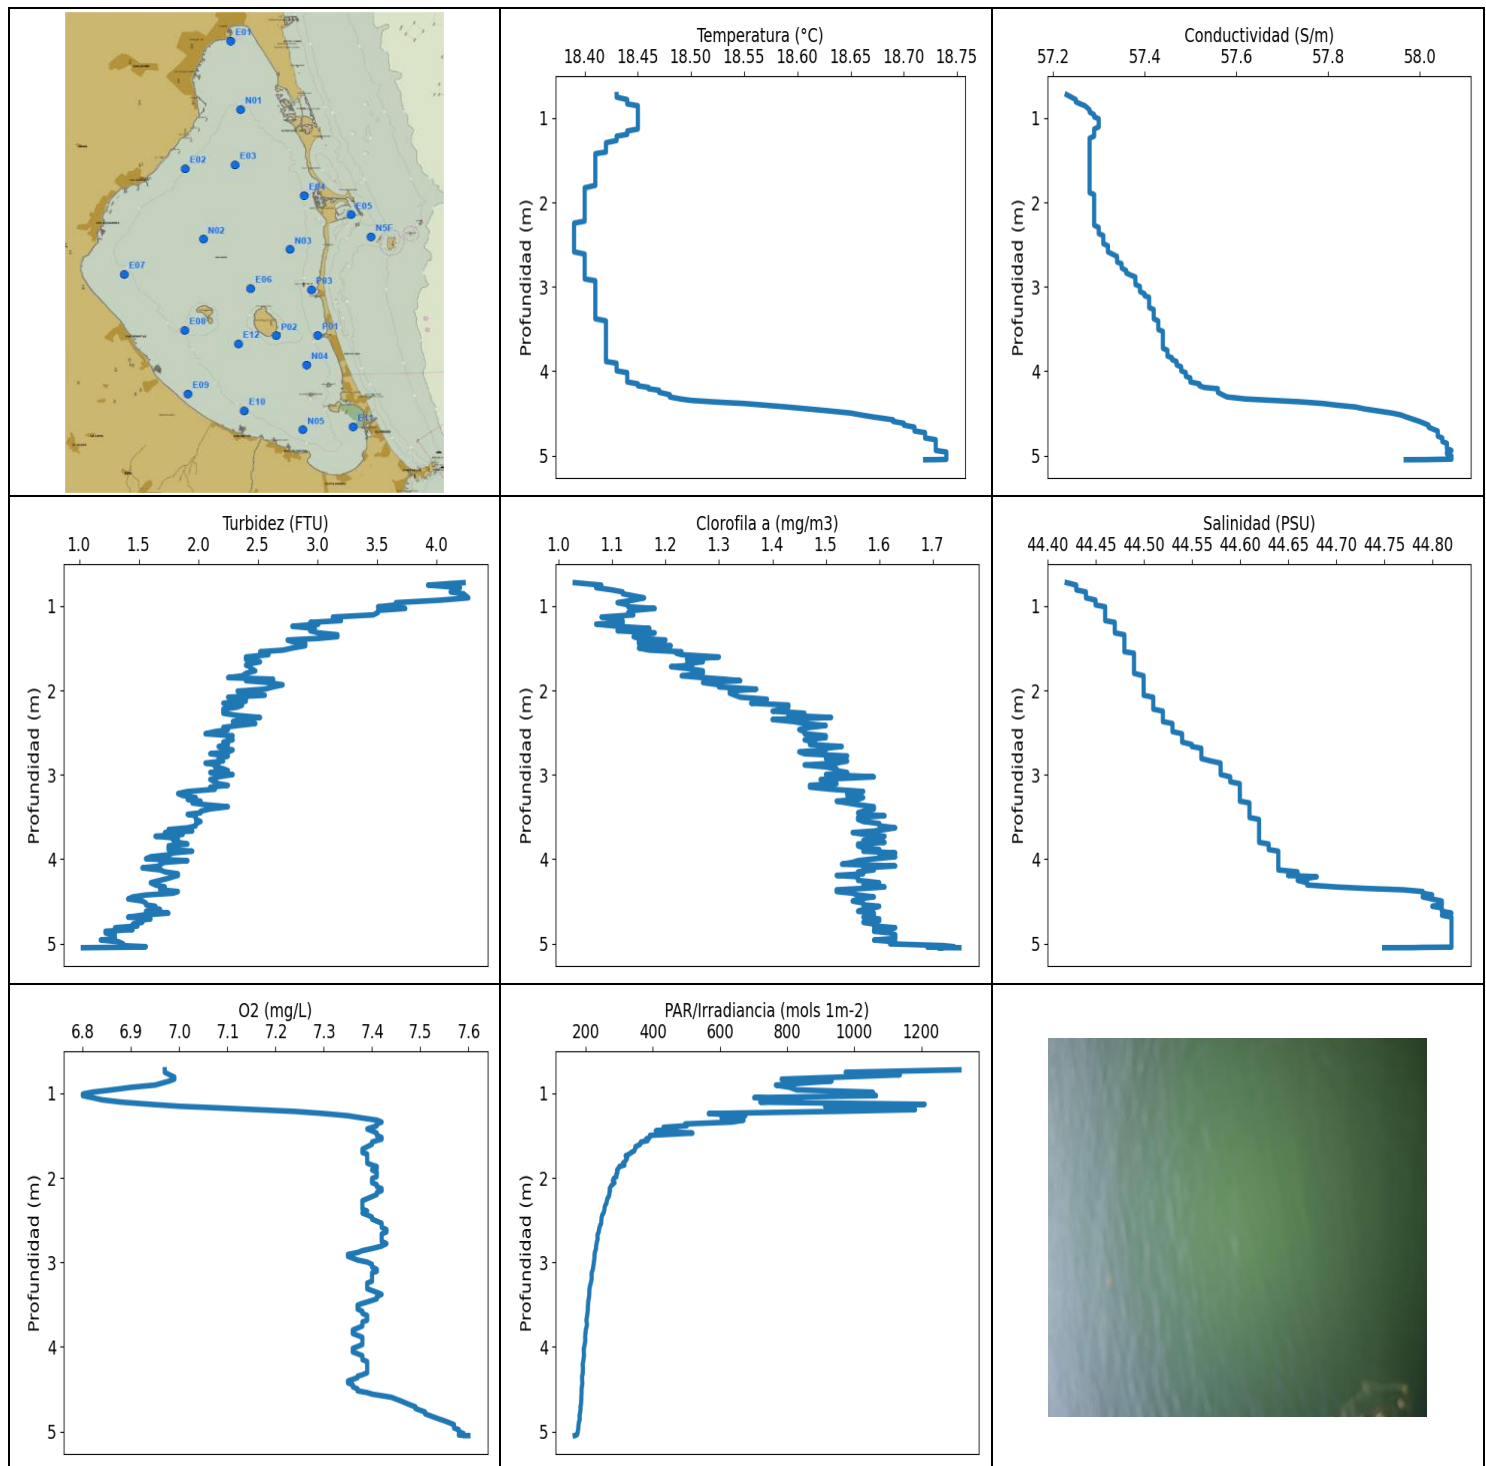 E01
N01
E02
E03
E04
E05
N5F
N02
N03
E07
E06
P03
E08
P02
P01
E12
N04
E09
E10
N05
E11
Temperatura (°C)
18.40 18.45 18.50 18.55 18.60 18.65 18.70 18.75
Profundidad (m)
1
2
3
4
5
Conductividad (S/m)
57.2 57.4 57.6 57.8 58.0
Profundidad (m)
1
2
3
4
5
Turbidez (FTU)
1.0 1.5 2.0 2.5 3.0 3.5 4.0
Profundidad (m)
1
2
3
4
5
Clorofila a (mg/m3)
1.0 1.1 1.2 1.3 1.4 1.5 1.6 1.7
Profundidad (m)
1
2
3
4
5
Salinidad (PSU)
44.40 44.45 44.50 44.55 44.60 44.65 44.70 44.75 44.80
Profundidad (m)
1
2
3
4
5
O2 (mg/L)
6.8 6.9 7.0 7.1 7.2 7.3 7.4 7.5 7.6
Profundidad (m)
1
2
3
4
5
PAR/Irradiancia (mols 1m-2)
200 400 600 800 1000 1200
Profundidad (m)
1
2
3
4
5